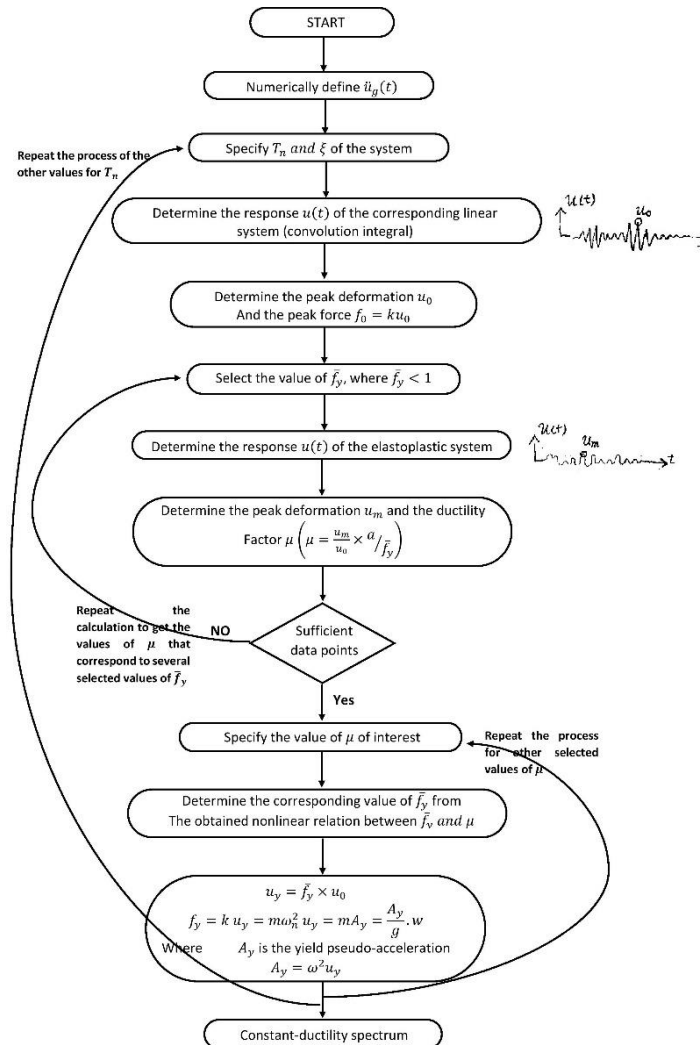 START
Numerically define ü_g(t)
Repeat the process of the
other values for T_n
Specify T_n and ξ of the system
Determine the response u(t) of the corresponding linear
system (convolution integral)
u(t)
u_o
Determine the peak deformation u_0
And the peak force f_0 = ku_0
Select the value of f̄_y, where f̄_y < 1
Determine the response u(t) of the elastoplastic system
u(t)
u_m
t
Determine the peak deformation u_m and the ductility
Factor μ (μ = u_m/u_0 × a/f̄_y)
Repeat the
calculation to get the
values of μ that
correspond to several
selected values of f̄_y
NO
Sufficient
data points
Yes
Specify the value of μ of interest
Repeat the process
for other selected
values of μ
Determine the corresponding value of f̄_y from
The obtained nonlinear relation between f̄_v and μ
u_y = f̄_y × u_0
f_y = k u_y = mω_n^2 u_y = mA_y = A_y/g . w
Where A_y is the yield pseudo-acceleration
A_y = ω^2 u_y
Constant-ductility spectrum